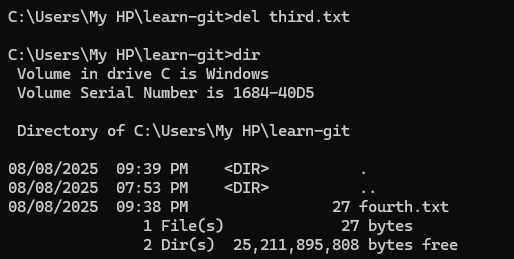 C:\Users\My HP\learn-git>del third.txt
C:\Users\My HP\learn-git>dir
 Volume in drive C is Windows
 Volume Serial Number is 1684-40D5
 Directory of C:\Users\My HP\learn-git
08/08/2025  09:39 PM    <DIR>          .
08/08/2025  07:53 PM    <DIR>          ..
08/08/2025  09:38 PM                27 fourth.txt
               1 File(s)             27 bytes
               2 Dir(s)  25,211,895,808 bytes free